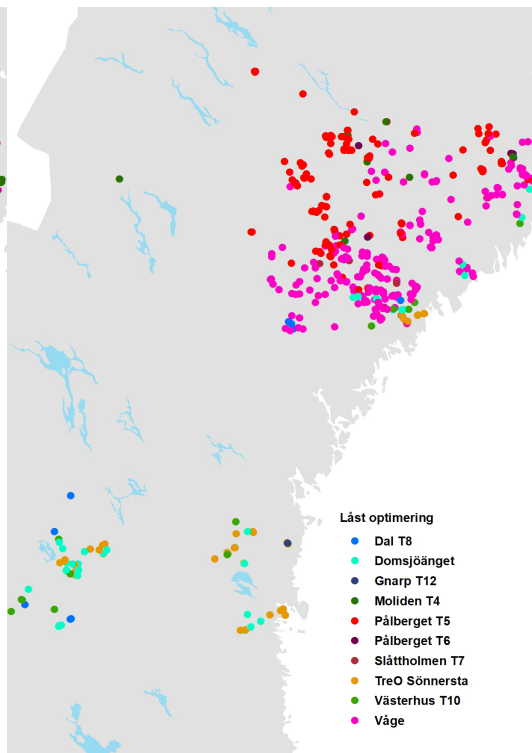 Låst optimering
Dal T8
Domsjöänget
Gnarp T12
Moliden T4
Pålberget T5
Pålberget T6
Slåttholmen T7
TreO Sönnersta
Västerhus T10
Våge